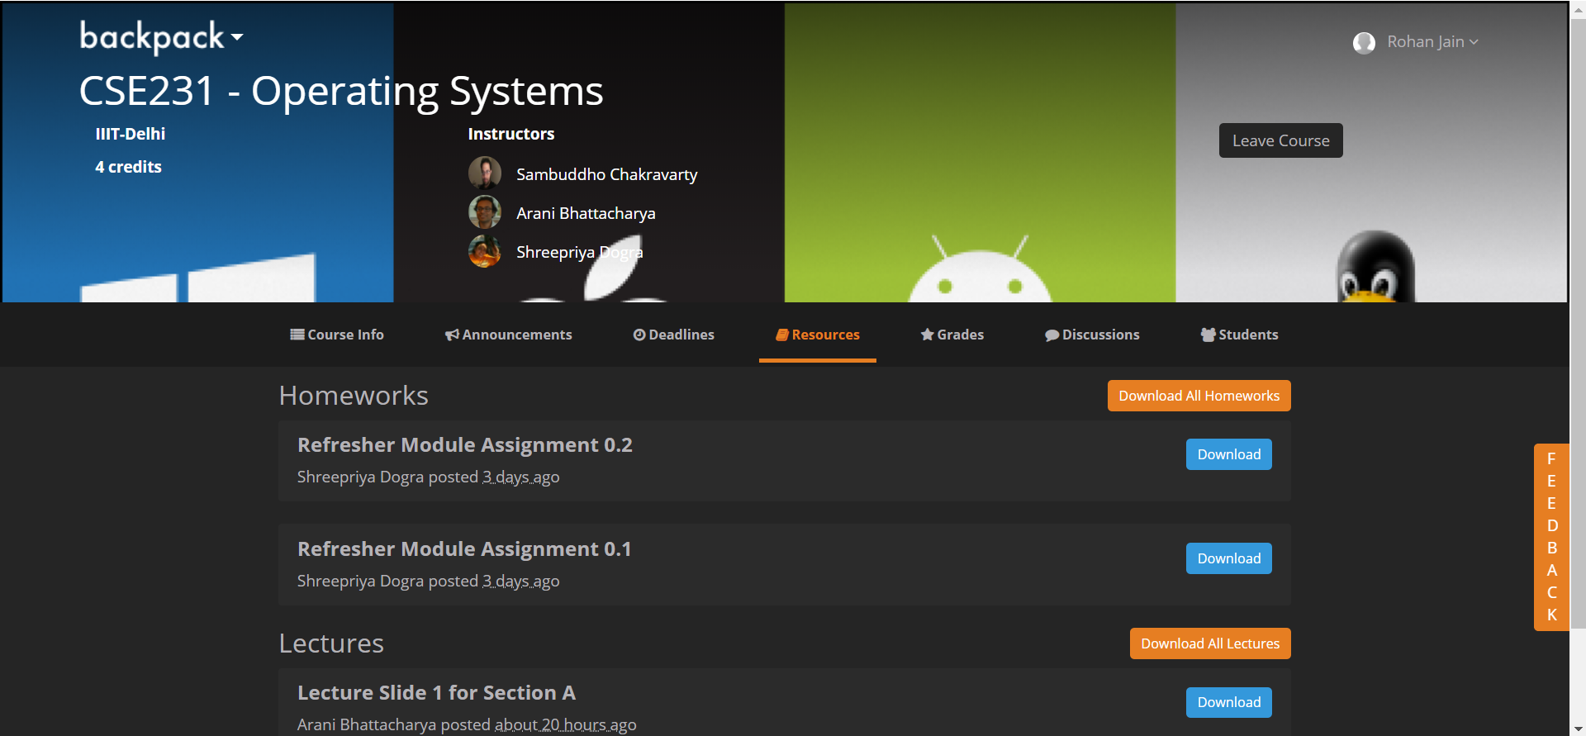 backpack
Rohan Jain
CSE231 - Operating Systems
IIIT-Delhi
4 credits
Instructors
Sambuddho Chakravarty
Arani Bhattacharya
Shreepriya Dogra
Leave Course
Course Info
Announcements
Deadlines
Resources
Grades
Discussions
Students
Homeworks
Download All Homeworks
Refresher Module Assignment 0.2
Shreepriya Dogra posted 3 days ago
Download
Refresher Module Assignment 0.1
Shreepriya Dogra posted 3 days ago
Download
Lectures
Download All Lectures
Lecture Slide 1 for Section A
Arani Bhattacharya posted about 20 hours ago
Download
FEEDBACK